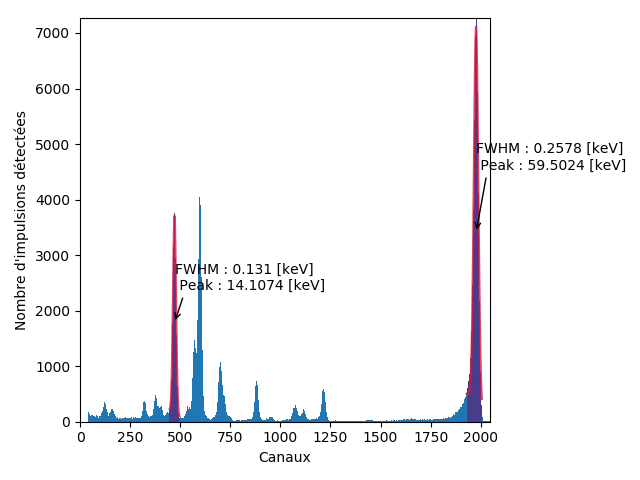 7000
6000
5000
4000
3000
2000
1000
0
Nombre d'impulsions détectées
FWHM : 0.2578 [keV]
Peak : 59.5024 [keV]
FWHM : 0.131 [keV]
Peak : 14.1074 [keV]
0 250 500 750 1000 1250 1500 1750 2000
Canaux